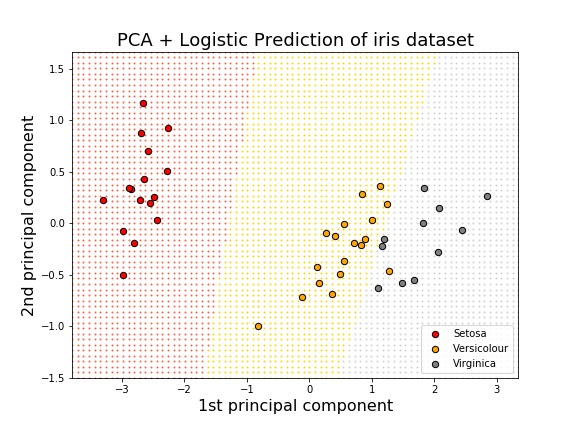 PCA + Logistic Prediction of iris dataset
2nd principal component
1.5
1.0
0.5
0.0
−0.5
−1.0
−1.5
−3 −2 −1 0 1 2 3
1st principal component
Setosa
Versicolour
Virginica